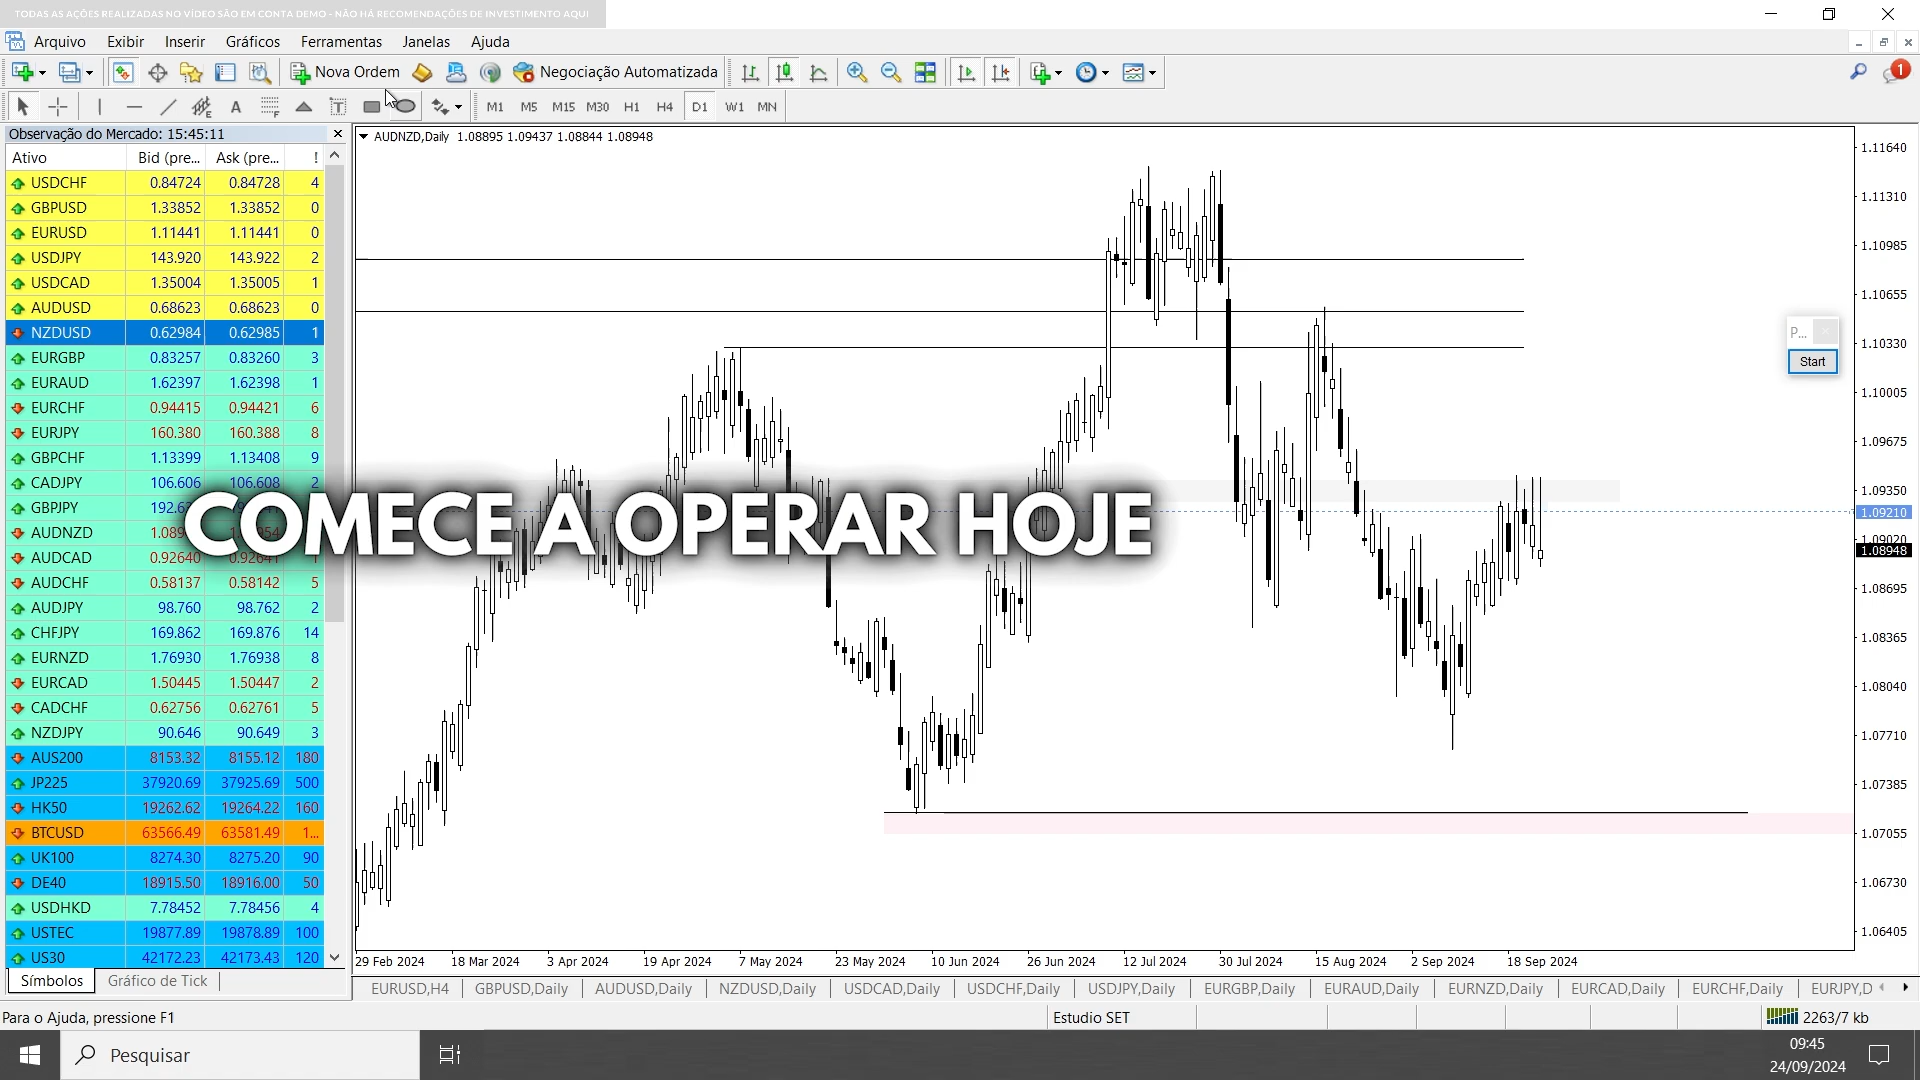 TODAS AS AÇÕES REALIZADAS NO VÍDEO SÃO EM CONTA DEMO - NÃO HÁ RECOMENDAÇÕES DE INVESTIMENTO AQUI
Arquivo Exibir Inserir Gráficos Ferramentas Janelas Ajuda
Nova Ordem Negociação Automatizada 1
A T M1 M5 M15 M30 H1 H4 D1 W1 MN
Observação do Mercado: 15:45:11
Ativo Bid (pre... Ask (pre... !
USDCHF 0.84724 0.84728 4
GBPUSD 1.33852 1.33852 0
EURUSD 1.11441 1.11441 0
USDJPY 143.920 143.922 2
USDCAD 1.35004 1.35005 1
AUDUSD 0.68623 0.68623 0
NZDUSD 0.62984 0.62985 1
EURGBP 0.83257 0.83260 3
EURAUD 1.62397 1.62398 1
EURCHF 0.94415 0.94421 6
EURJPY 160.380 160.388 8
GBPCHF 1.13399 1.13408 9
CADJPY 106.606 106.608 2
GBPJPY
AUDNZD
AUDCAD 0.92640
AUDCHF 0.58137 0.58142 5
AUDJPY 98.760 98.762 2
CHFJPY 169.862 169.876 14
EURNZD 1.76930 1.76938 8
EURCAD 1.50445 1.50447 2
CADCHF 0.62756 0.62761 5
NZDJPY 90.646 90.649 3
AUS200 8153.32 8155.12 180
JP225 37920.69 37925.69 500
HK50 19262.62 19264.22 160
BTCUSD 63566.49 63581.49 1...
UK100 8274.30 8275.20 90
DE40 18915.50 18916.00 50
USDHKD 7.78452 7.78456 4
USTEC 19877.89 19878.89 100
US30 42172.23 42173.43 120
Símbolos Gráfico de Tick
AUDNZD,Daily 1.08895 1.09437 1.08844 1.08948
COMECE A OPERAR HOJE
P...
Start
1.11640
1.11310
1.10985
1.10655
1.10330
1.10005
1.09675
1.09350
1.09210
1.09020
1.08948
1.08695
1.08365
1.08040
1.07710
1.07385
1.07055
1.06730
1.06405
29 Feb 2024 18 Mar 2024 3 Apr 2024 19 Apr 2024 7 May 2024 23 May 2024 10 Jun 2024 26 Jun 2024 12 Jul 2024 30 Jul 2024 15 Aug 2024 2 Sep 2024 18 Sep 2024
EURUSD,H4 GBPUSD,Daily AUDUSD,Daily NZDUSD,Daily USDCAD,Daily USDCHF,Daily USDJPY,Daily EURGBP,Daily EURAUD,Daily EURNZD,Daily EURCAD,Daily EURCHF,Daily EURJPY,D
Para o Ajuda, pressione F1 Estudio SET 2263/7 kb
Pesquisar
09:45
24/09/2024